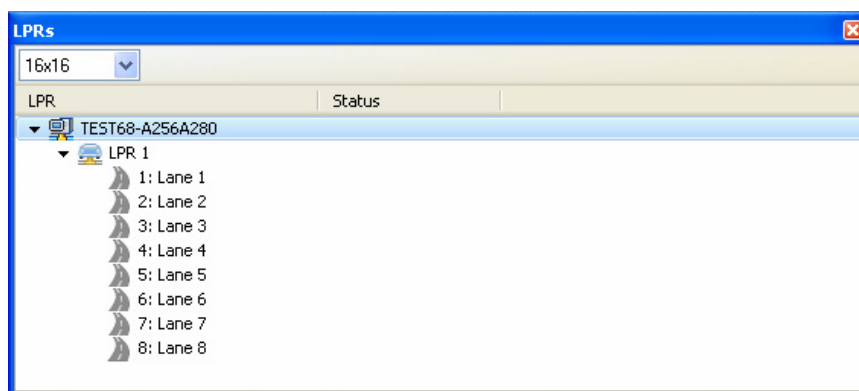 LPRs
16x16
LPR Status
TEST68-A256A280
LPR 1
1: Lane 1
2: Lane 2
3: Lane 3
4: Lane 4
5: Lane 5
6: Lane 6
7: Lane 7
8: Lane 8